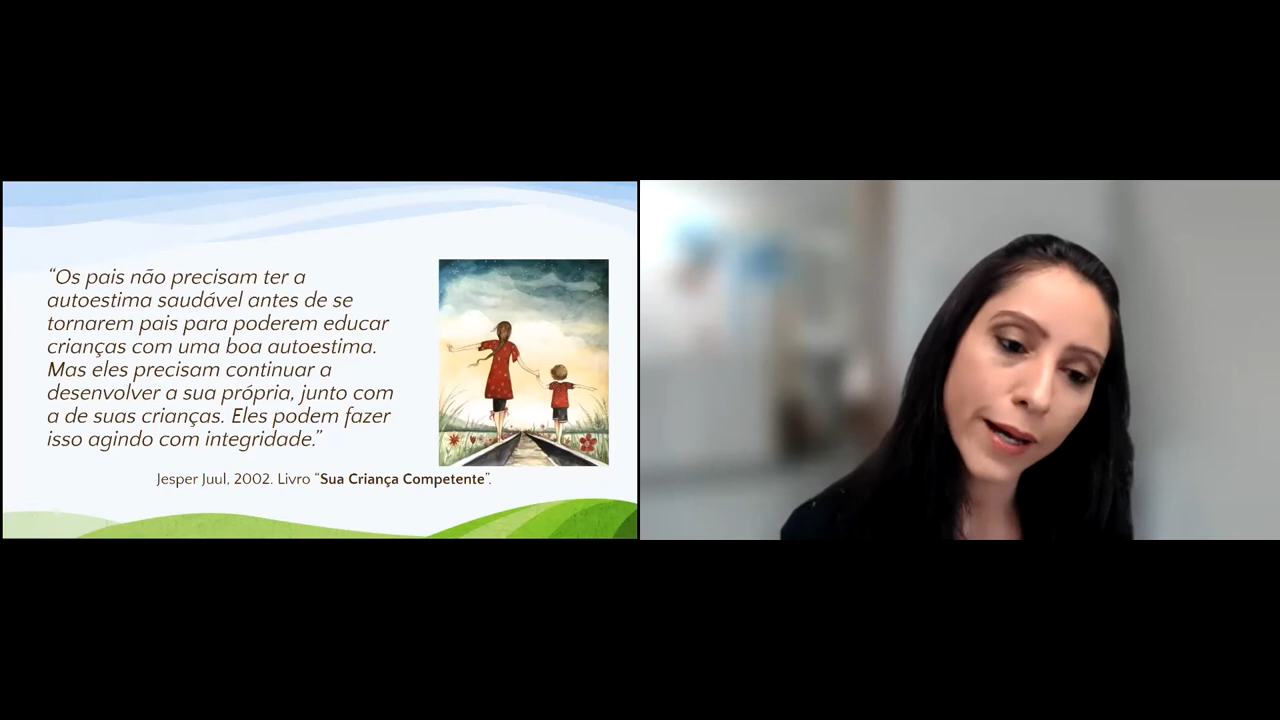 “Os pais não precisam ter a
autoestima saudável antes de se
tornarem pais para poderem educar
crianças com uma boa autoestima.
Mas eles precisam continuar a
desenvolver a sua própria, junto com
a de suas crianças. Eles podem fazer
isso agindo com integridade.”
Jesper Juul, 2002. Livro “Sua Criança Competente”.